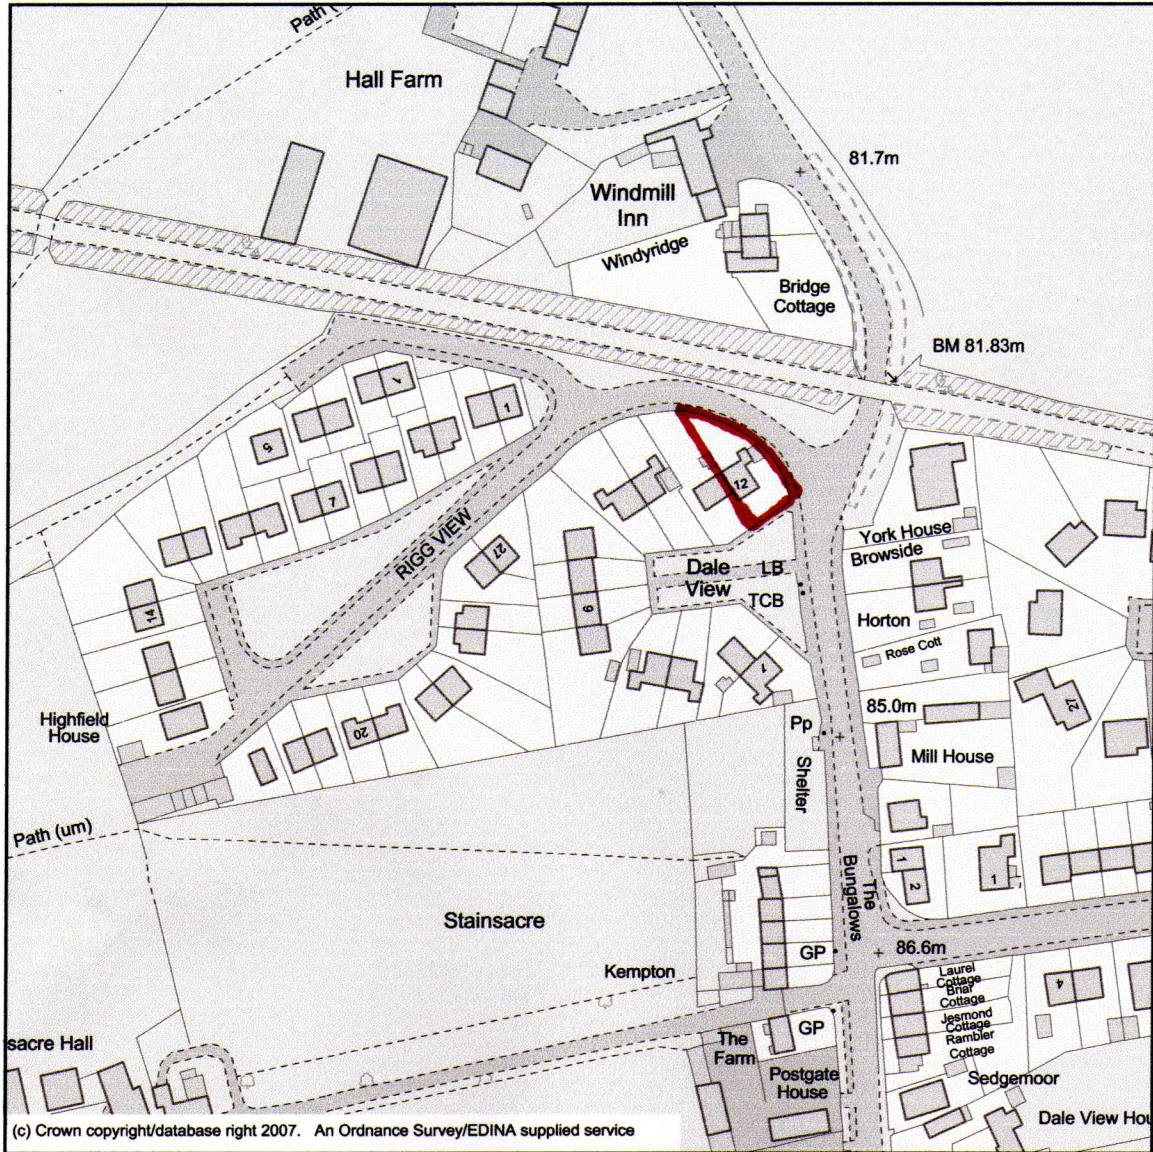 Path (
Hall Farm
81.7m
Windmill
Inn
Windyridge
Bridge
Cottage
BM 81.83m
1
5
7
12
RIGG VIEW
27
York House
Browside
Dale
View
LB
TCB
9
14
Horton
Rose Cott
1
27
85.0m
Highfield
House
20
Pp
Shelter
Mill House
Path (um)
1
2
1
The
Bungalows
Stainsacre
GP
86.6m
Kempton
Laurel
Cottage
Briar
Cottage
Jesmond
Cottage
Rambler
Cottage
4
sacre Hall
The
Farm
GP
Postgate
House
Sedgemoor
Dale View Hou
(c) Crown copyright/database right 2007. An Ordnance Survey/EDINA supplied service